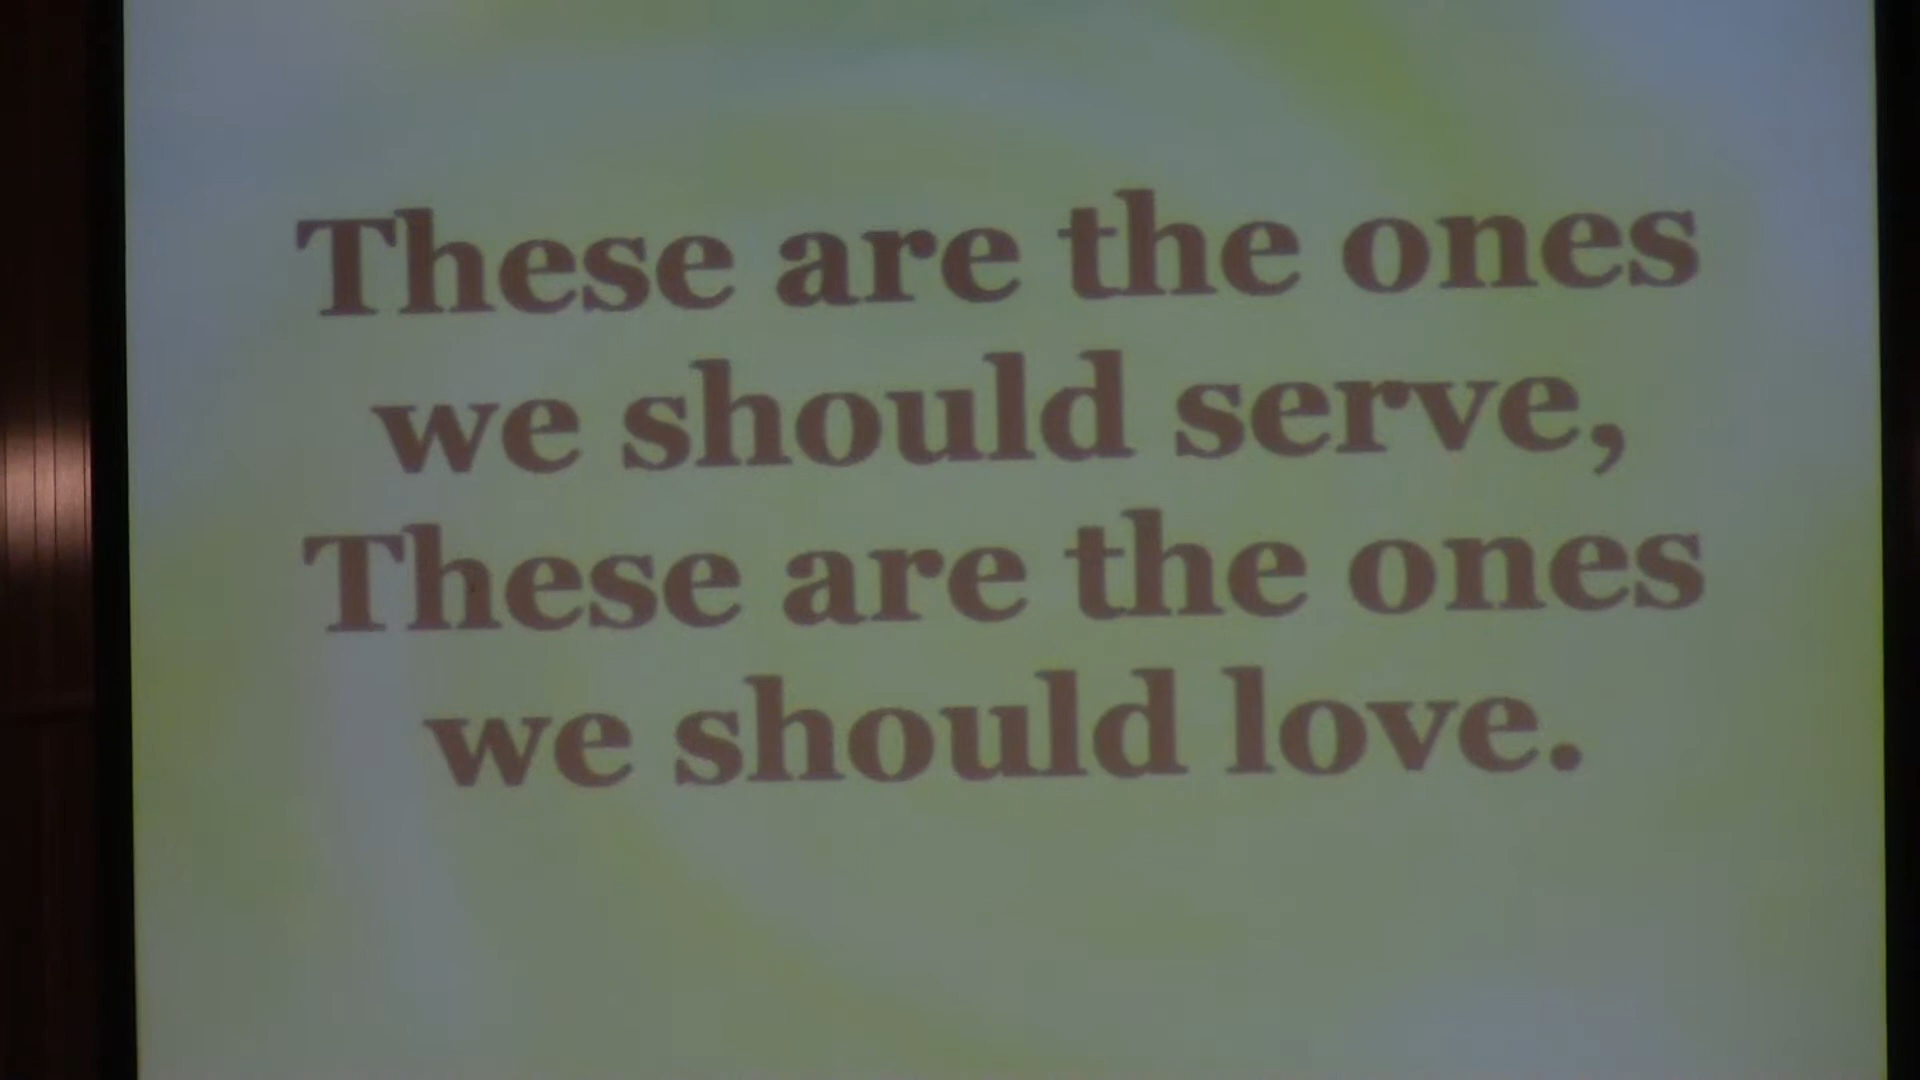 These are the ones
we should serve,
These are the ones
we should love.